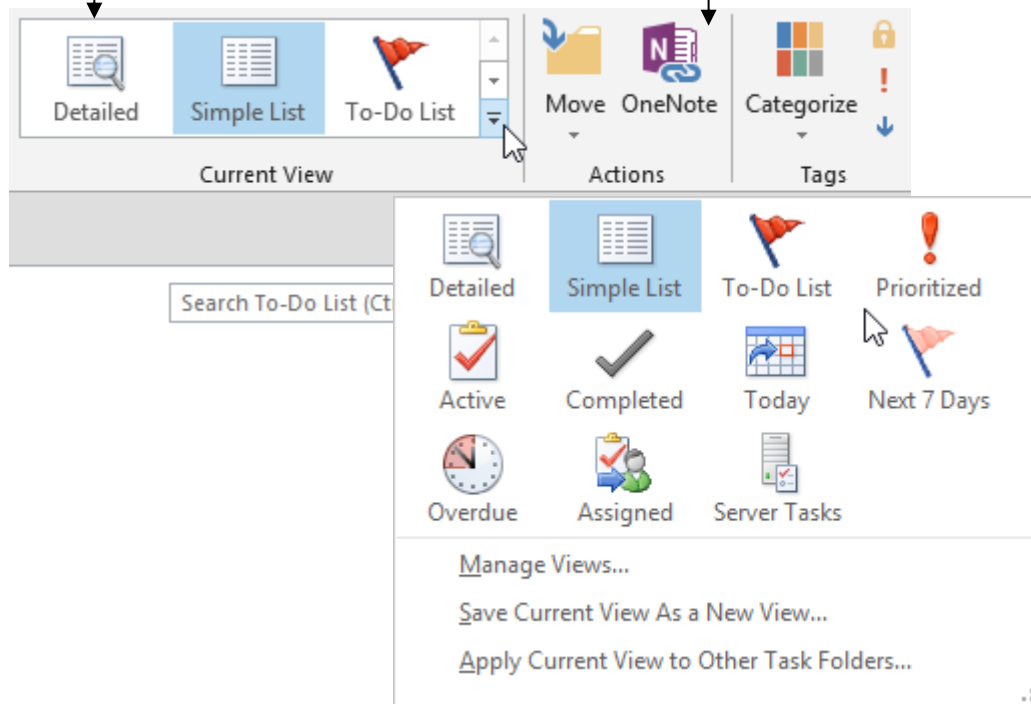 Detailed Simple List To-Do List Move OneNote Categorize
Current View Actions Tags
Detailed Simple List To-Do List Prioritized
Search To-Do List (Ct
Active Completed Today Next 7 Days
Overdue Assigned Server Tasks
Manage Views...
Save Current View As a New View...
Apply Current View to Other Task Folders...